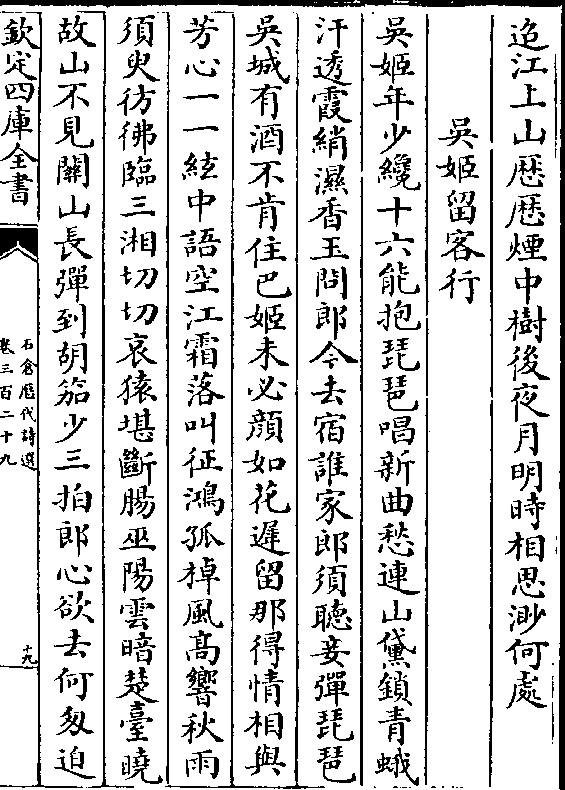 迢江上山歴歴煙中樹後夜月明時相思渺何處
吳姬留客行
吳姬年少纔十六能抱琵琶唱新曲愁連山黛鎖青蛾
汗透霞綃濕香玉問郎今去宿誰家郎須聽妾彈琵琶
吳城有酒不肯住巴姬未必顔如花遲留那得情相與
芳心一一絃中語空江霜落叫征鴻孤棹風髙響秋雨
須臾彷彿臨三湘切切哀猿堪斷腸巫陽雲暗楚臺曉
故山不見關山長彈到胡笳少三拍郎心欲去何匆迫
欽定四庫全書
石倉歴代詩選
卷三百二十九
十九